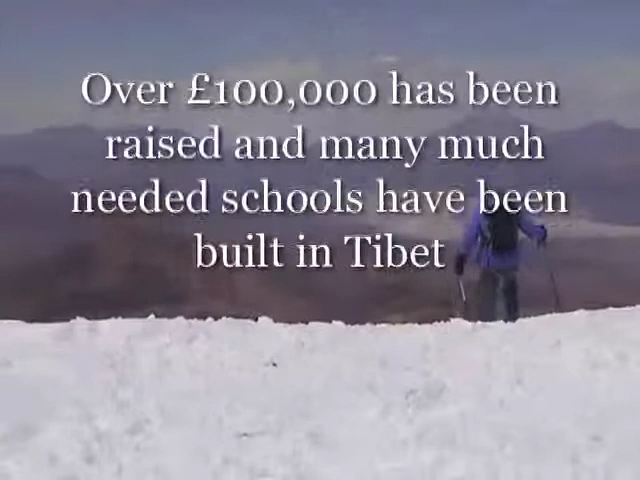 Over £100,000 has been
raised and many much
needed schools have been
built in Tibet